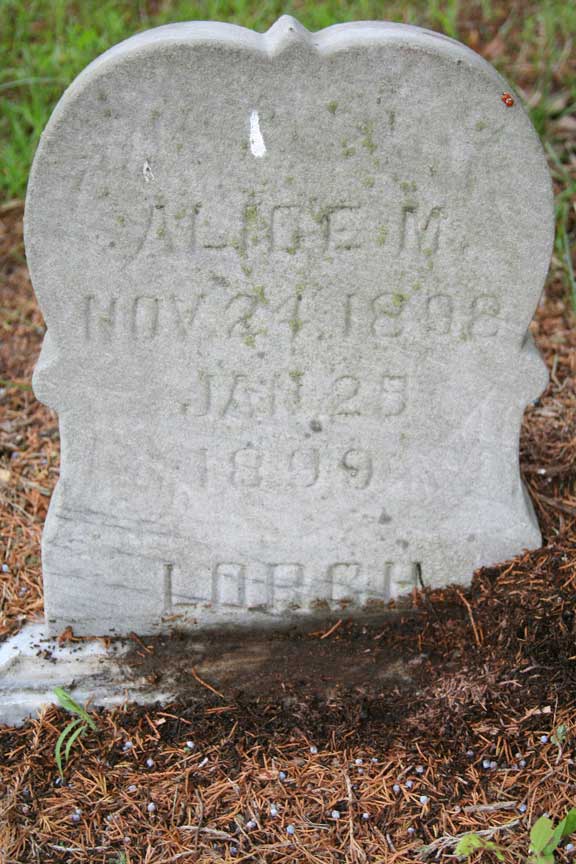 ALICE M.
NOV. 24, 1898
JAN. 25
1899
LORCH